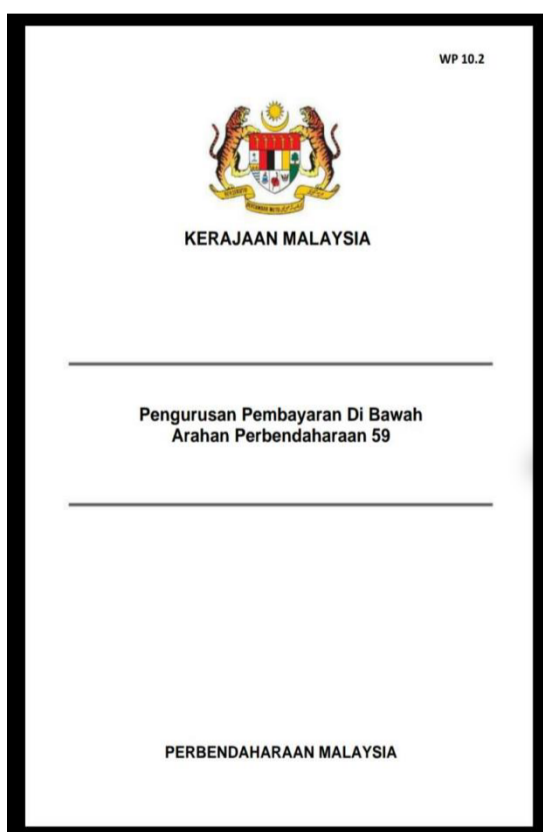 WP 10.2
KERAJAAN MALAYSIA
Pengurusan Pembayaran Di Bawah
Arahan Perbendaharaan 59
PERBENDAHARAAN MALAYSIA